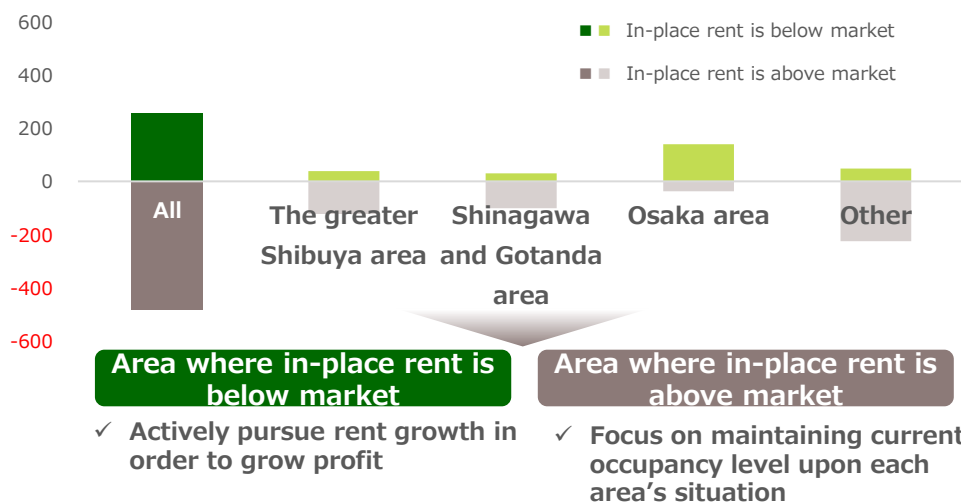 600
In-place rent is below market
400
In-place rent is above market
200
0
All
The greater
Shibuya area
Shinagawa
and Gotanda
area
Osaka area
Other
-200
-400
-600
Area where in-place rent is
below market
✓ Actively pursue rent growth in
order to grow profit
Area where in-place rent is
above market
✓ Focus on maintaining current
occupancy level upon each
area’s situation